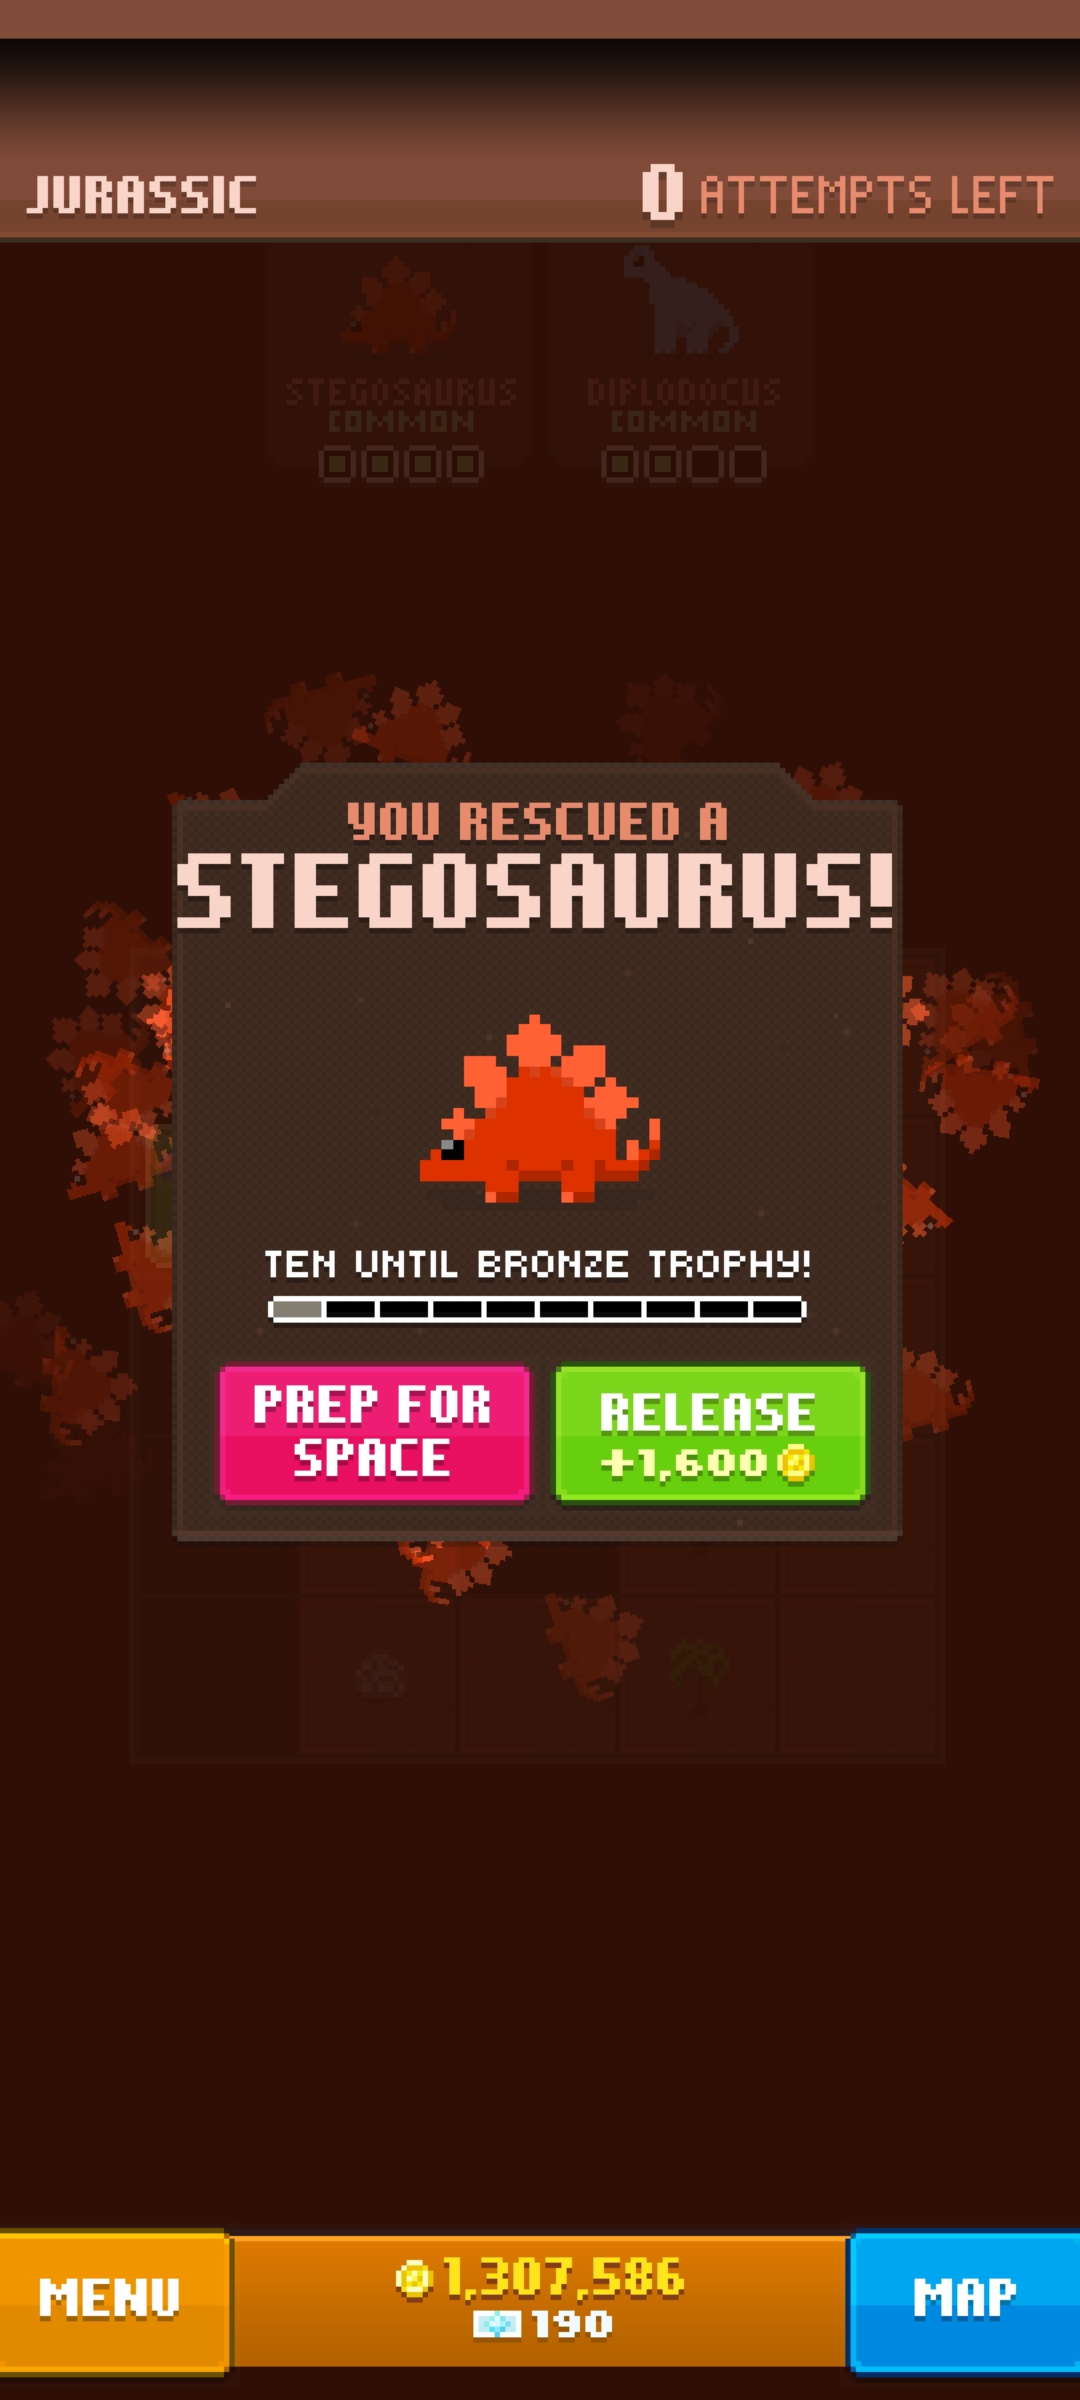 JURASSIC
0 ATTEMPTS LEFT
STEGOSAURUS
COMMON
DIPLODOCUS
COMMON
YOU RESCUED A
STEGOSAURUS!
TEN UNTIL BRONZE TROPHY!
PREP FOR
SPACE
RELEASE
+1,600
MENU
1,307,586
190
MAP